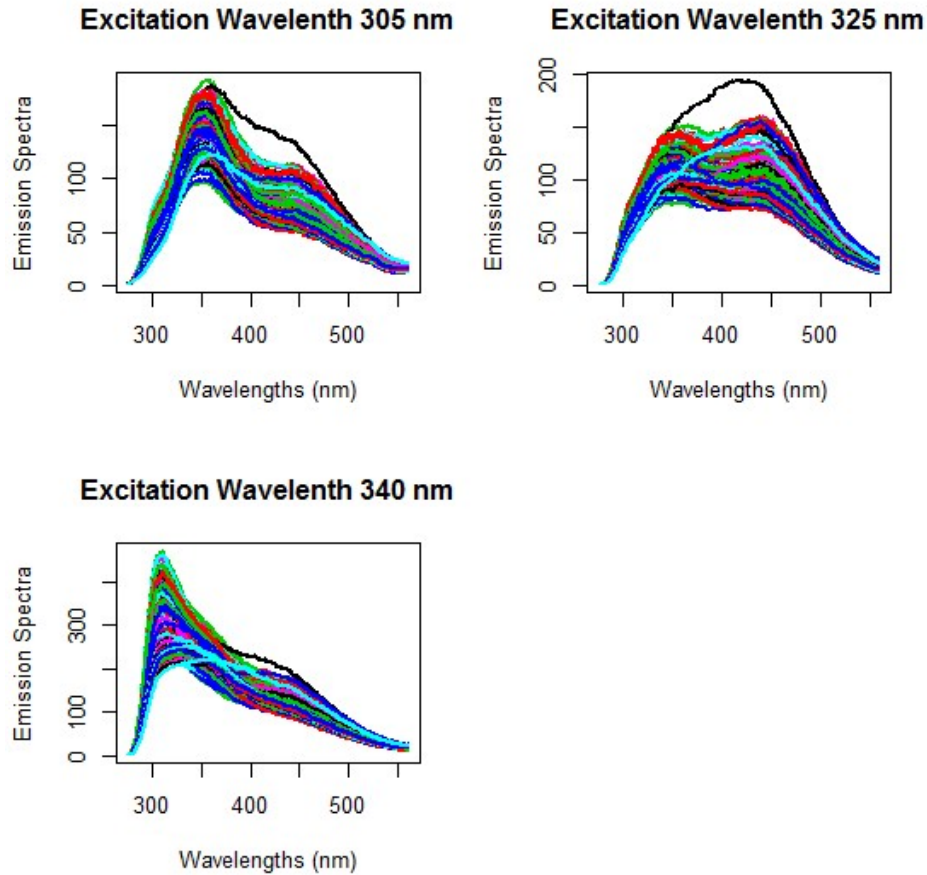 Excitation Wavelenth 305 nm
Emission Spectra
0 50 100
300 400 500
Wavelengths (nm)
Excitation Wavelenth 325 nm
Emission Spectra
0 50 100 200
300 400 500
Wavelengths (nm)
Excitation Wavelenth 340 nm
Emission Spectra
0 100 300
300 400 500
Wavelengths (nm)